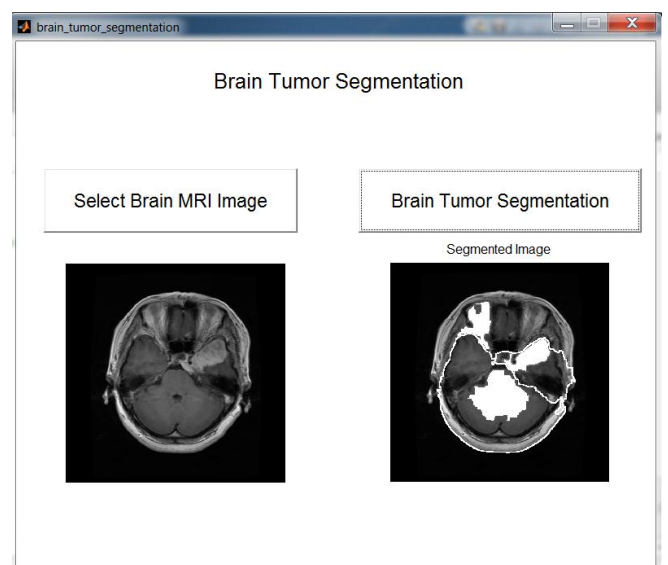 brain_tumor_segmentation
Brain Tumor Segmentation
Select Brain MRI Image
Brain Tumor Segmentation
Segmented Image